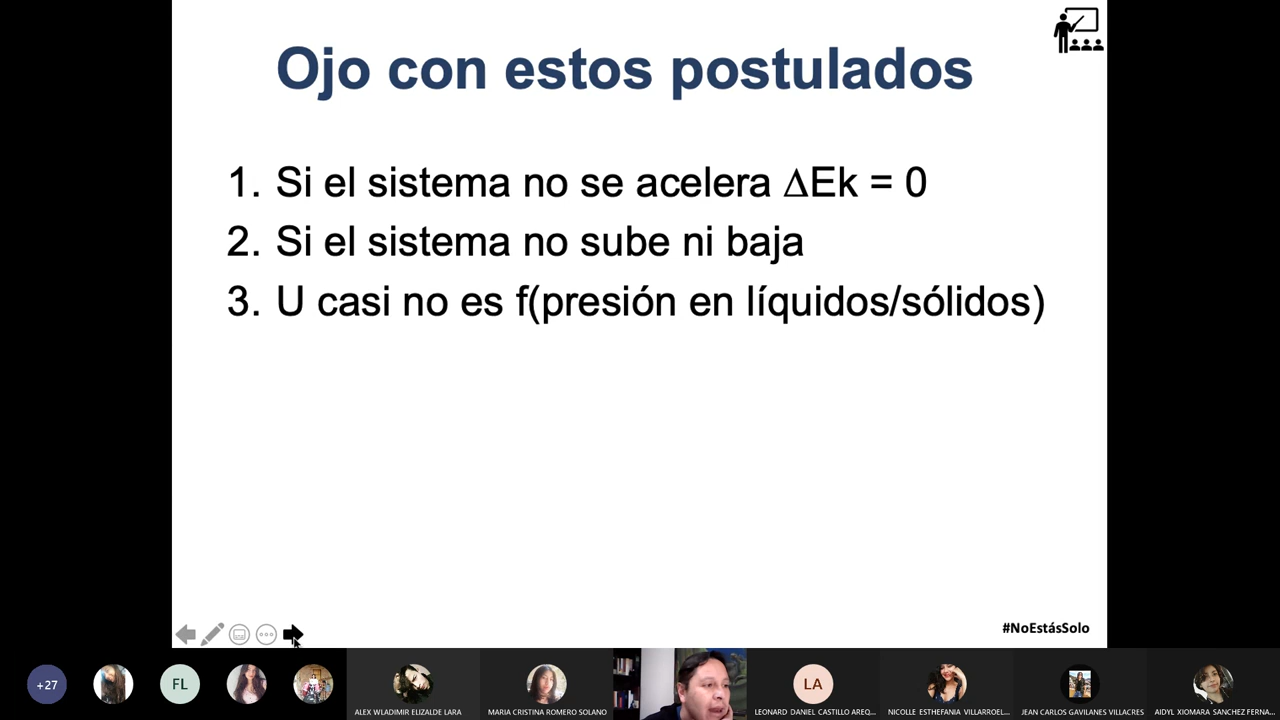 Ojo con estos postulados
1. Si el sistema no se acelera ΔEk = 0
2. Si el sistema no sube ni baja
3. U casi no es f(presión en líquidos/sólidos)
#NoEstásSolo
+27
FL
LA
ALEX WLADIMIR ELIZALDE LARA
MARIA CRISTINA ROMERO SOLANO
LEONARD DANIEL CASTILLO AREQ...
NICOLLE ESTHEFANIA VILLARROEL...
JEAN CARLOS GAVILANES VILLACRES
AIDYL XIOMARA SANCHEZ FERNA...